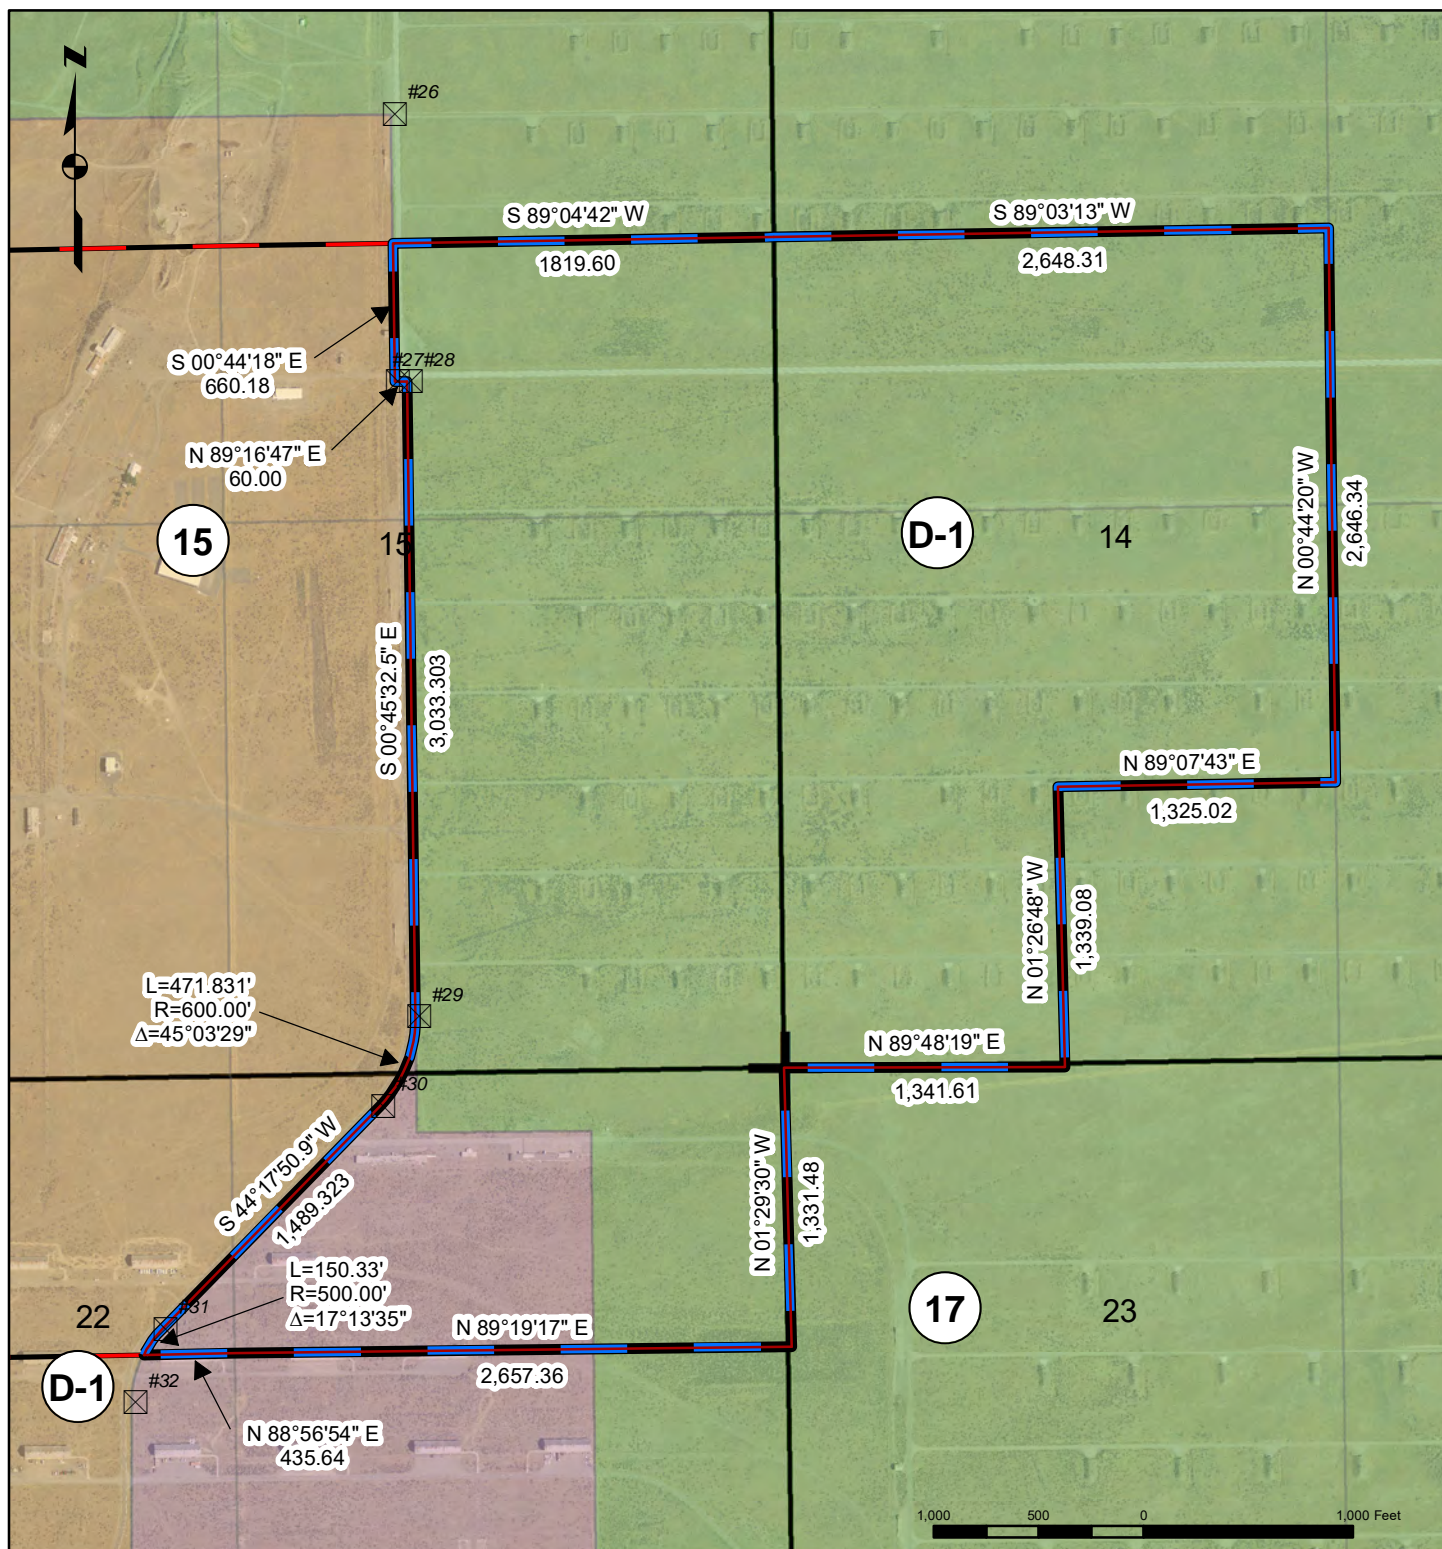 N
#26
S 89°04'42" W
1819.60
S 89°03'13" W
2,648.31
S 00°44'18" E
660.18
#27#28
N 89°16'47" E
60.00
15
15
D-1
14
N 00°44'20" W
2,646.34
S 00°45'32.5" E
3,033.303
N 89°07'43" E
1,325.02
N 01°26'48" W
1,339.08
L=471.831'
R=600.00'
Δ=45°03'29"
#29
N 89°48'19" E
1,341.61
#30
S 44°17'50.9" W
1,489.323
N 01°29'30" W
1,331.48
L=150.33'
R=500.00'
Δ=17°13'35"
22
#31
17
23
N 89°19'17" E
2,657.36
D-1
#32
N 88°56'54" E
435.64
1,000 500 0 1,000 Feet